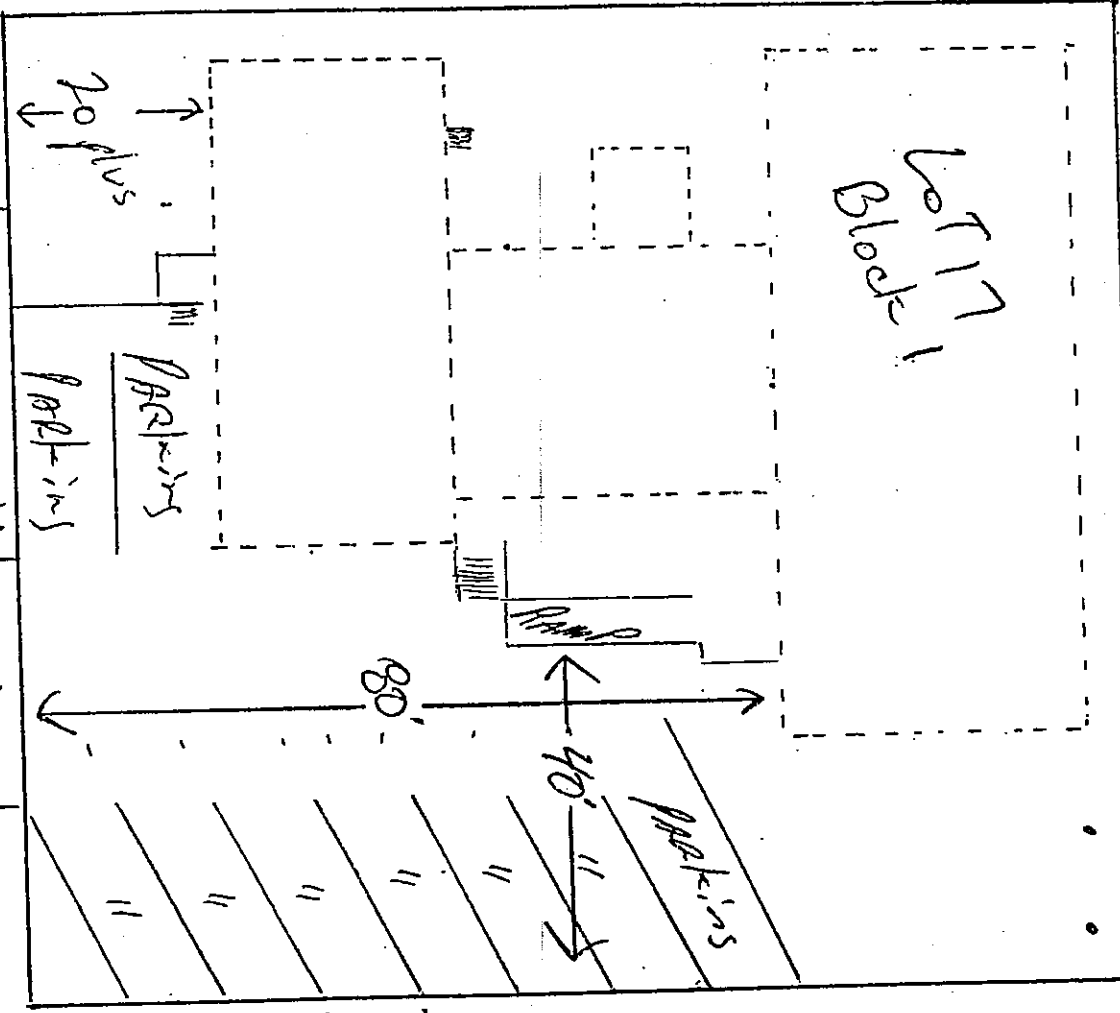 LoT 17
Block 1
20 plus
PARking
PARking
RAMP
80'
40'
PARking
"
"
"
"
"
"